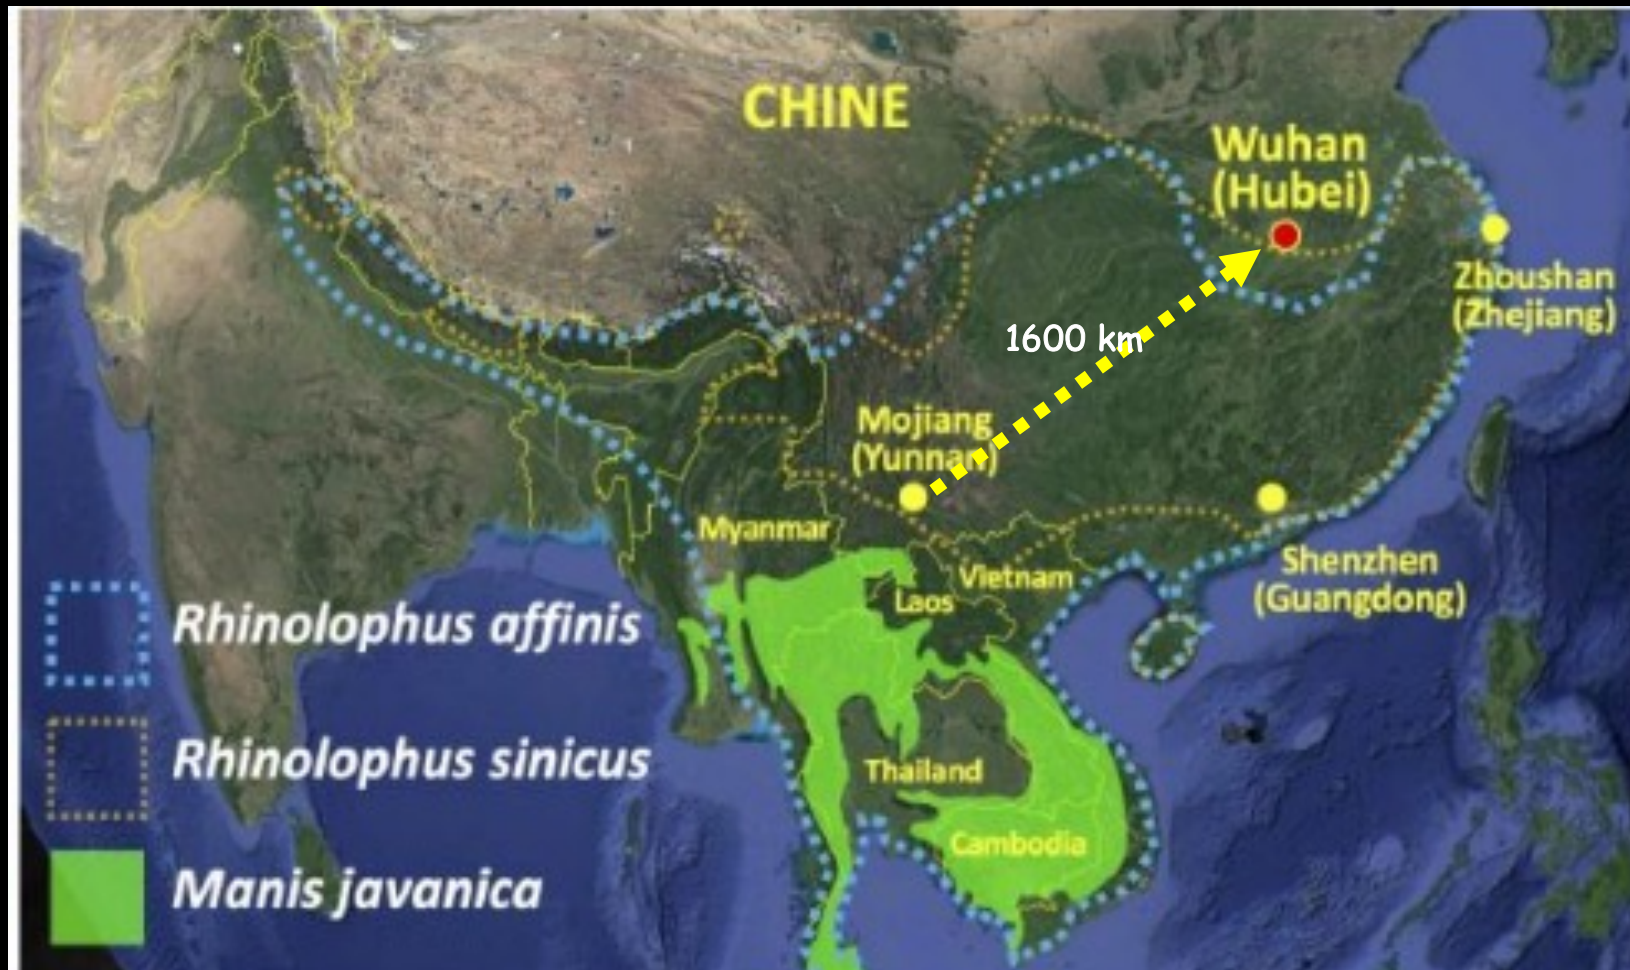 CHINE
Wuhan
(Hubei)
Zhoushan
(Zhejiang)
1600 km
Mojiang
(Yunnan)
Myanmar
Vietnam
Laos
Shenzhen
(Guangdong)
Rhinolophus affinis
Rhinolophus sinicus
Thailand
Cambodia
Manis javanica